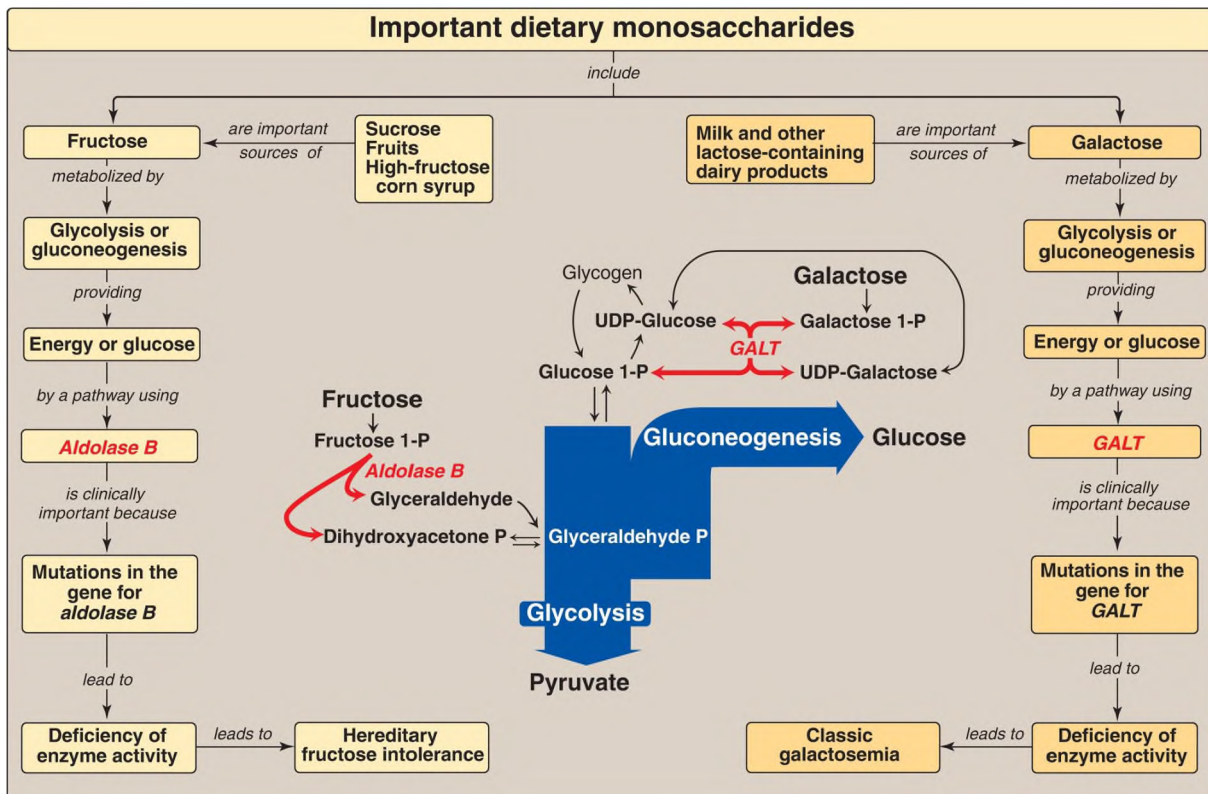 Important dietary monosaccharides
include
Fructose
are important
sources of
Sucrose
Fruits
High-fructose
corn syrup
metabolized by
Glycolysis or
gluconeogenesis
providing
Energy or glucose
by a pathway using
Aldolase B
is clinically
important because
Mutations in the
gene for
aldolase B
lead to
Deficiency of
enzyme activity
leads to
Hereditary
fructose intolerance
Milk and other
lactose-containing
dairy products
are important
sources of
Galactose
metabolized by
Glycolysis or
gluconeogenesis
providing
Energy or glucose
by a pathway using
GALT
is clinically
important because
Mutations in the
gene for
GALT
lead to
Deficiency of
enzyme activity
leads to
Classic
galactosemia
Glycogen
Galactose
UDP-Glucose
Galactose 1-P
GALT
Glucose 1-P
UDP-Galactose
Fructose
Fructose 1-P
Aldolase B
Glyceraldehyde
Dihydroxyacetone P
Glyceraldehyde P
Gluconeogenesis
Glucose
Glycolysis
Pyruvate